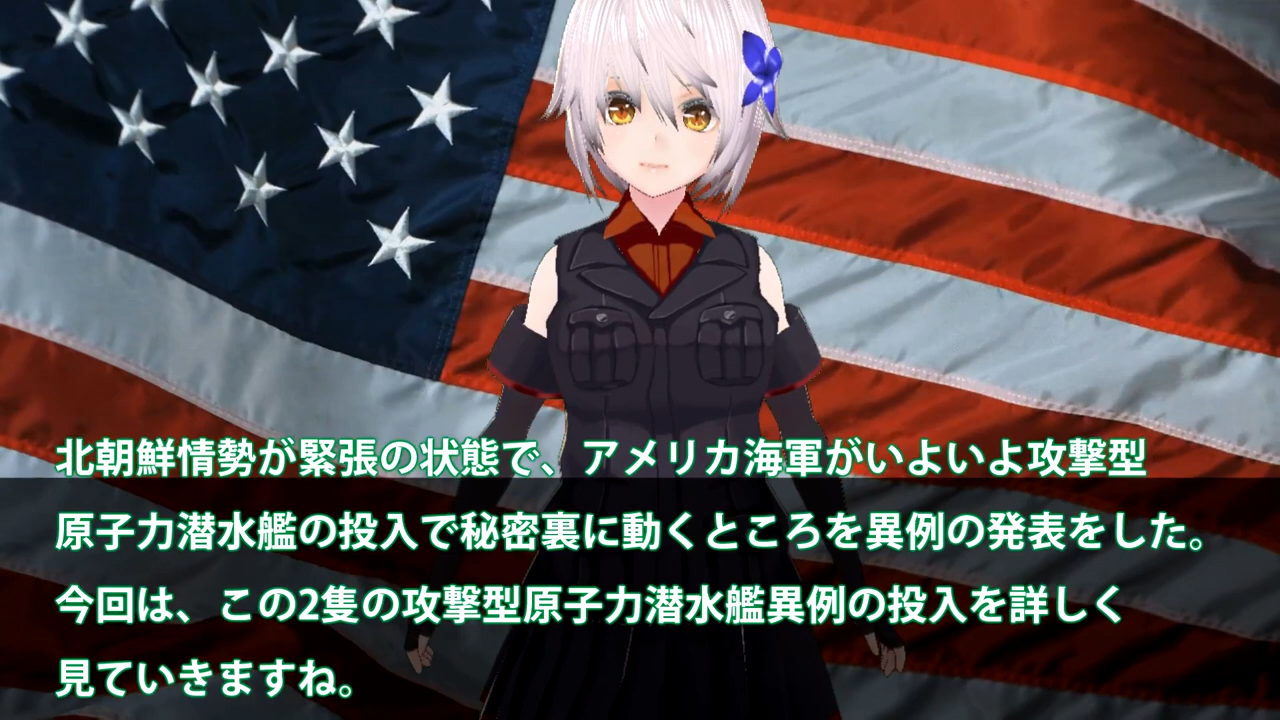 北朝鮮情勢が緊張の状態で、アメリカ海軍がいよいよ攻撃型
原子力潜水艦の投入で秘密裏に動くところを異例の発表をした。
今回は、この2隻の攻撃型原子力潜水艦異例の投入を詳しく
見ていきますね。